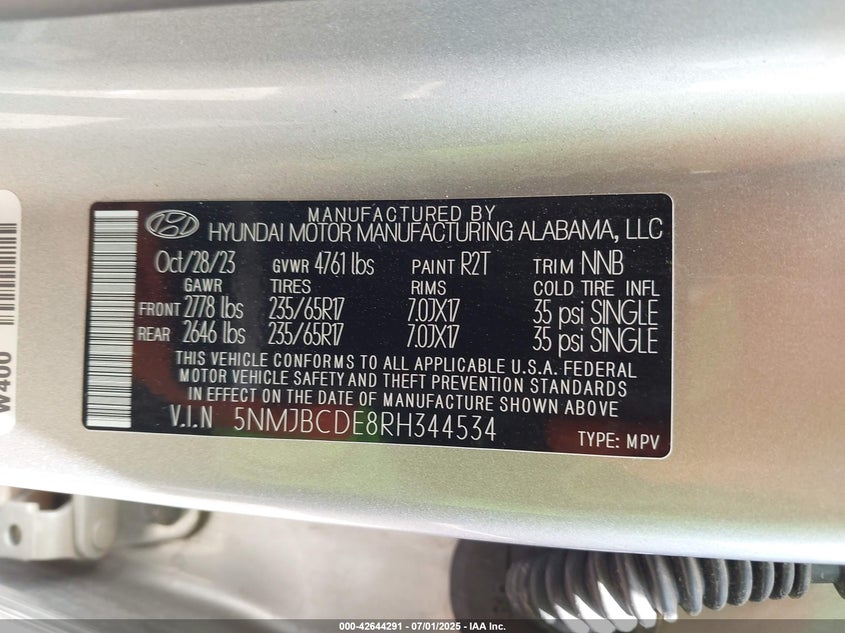 MANUFACTURED BY
HYUNDAI MOTOR MANUFACTURING ALABAMA, LLC
Oct/28/23 GVWR 4761 lbs PAINT R2T TRIM NNB
GAWR TIRES RIMS COLD TIRE INFL
FRONT 2778 lbs 235/65R17 7.0JX17 35 psi SINGLE
REAR 2646 lbs 235/65R17 7.0JX17 35 psi SINGLE
THIS VEHICLE CONFORMS TO ALL APPLICABLE U.S.A. FEDERAL
MOTOR VEHICLE SAFETY AND THEFT PREVENTION STANDARDS
IN EFFECT ON THE DATE OF MANUFACTURE SHOWN ABOVE
V.I.N 5NMJBCDE8RH344534
TYPE: MPV
W400
000-42644291 - 07/01/2025 - IAA Inc.